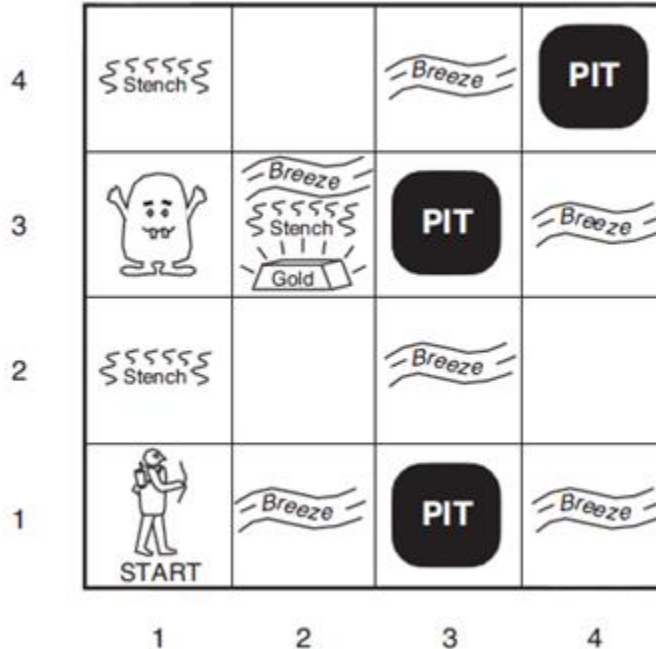 4
Stench
Breeze
PIT
3
Breeze
Stench
Gold
PIT
Breeze
2
Stench
Breeze
1
START
Breeze
PIT
Breeze
1 2 3 4